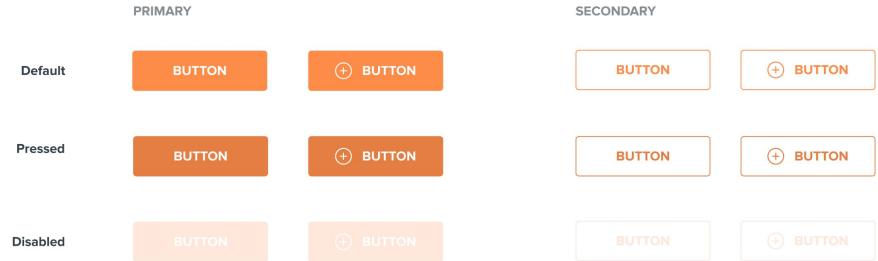 PRIMARY SECONDARY
Default BUTTON BUTTON BUTTON BUTTON
Pressed BUTTON BUTTON BUTTON BUTTON
Disabled BUTTON BUTTON BUTTON BUTTON